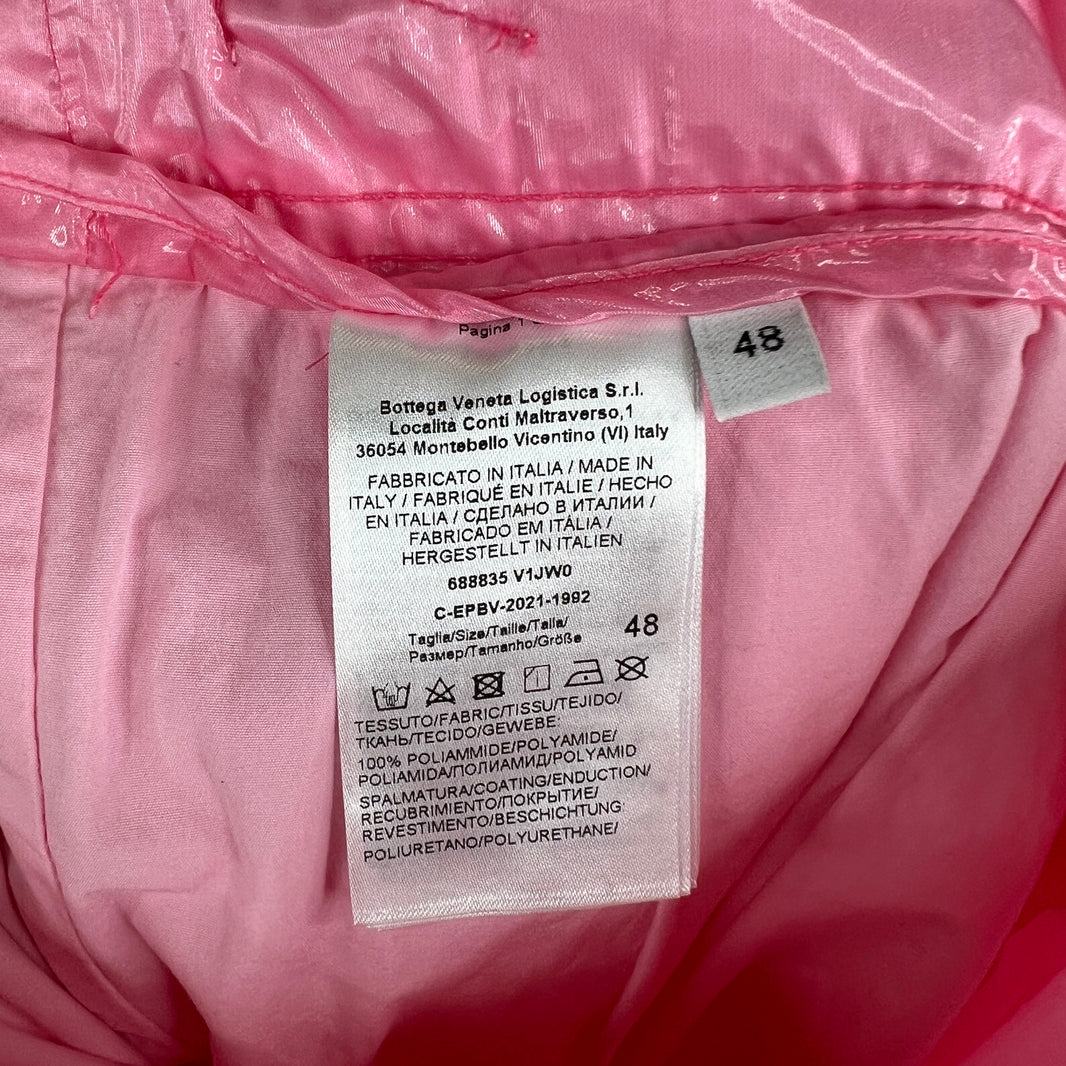 Pagina 1
48
Bottega Veneta Logistica S.r.l.
Località Conti Maltraverso,1
36054 Montebello Vicentino (VI) Italy
FABBRICATO IN ITALIA / MADE IN
ITALY / FABRIQUÉ EN ITALIE / HECHO
EN ITALIA / СДЕЛАНО В ИТАЛИИ /
FABRICADO EM ITÁLIA /
HERGESTELLT IN ITALIEN
688835 V1JW0
C-EPBV-2021-1992
Taglia/Size/Taille/Talla/
Размер/Tamanho/Größe 48
TESSUTO/FABRIC/TISSU/TEJIDO/
ТКАНЬ/TECIDO/GEWEBE:
100% POLIAMMIDE/POLYAMIDE/
POLIAMIDA/ПОЛИАМИД/POLYAMID
SPALMATURA/COATING/ENDUCTION/
RECUBRIMIENTO/ПОКРЫТИЕ/
REVESTIMENTO/BESCHICHTUNG:
POLIURETANO/POLYURETHANE/